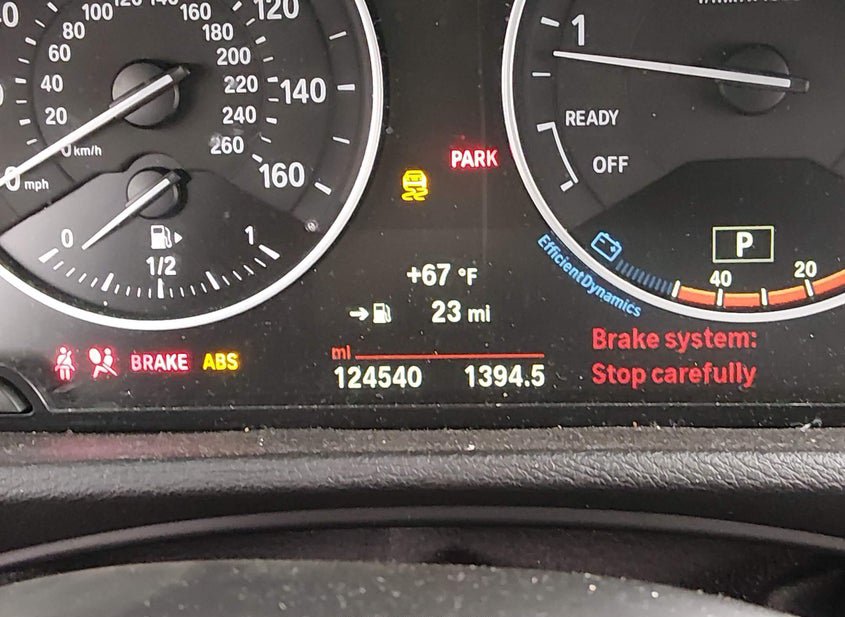 100
120
140
160
80
180
60
200
40
220
20
240
0 km/h
260
0 mph
120
140
160
0
1/2
1
PARK
1
READY
OFF
P
40
20
EfficientDynamics
+67 °F
23 mi
mi
124540 1394.5
BRAKE ABS
Brake system:
Stop carefully